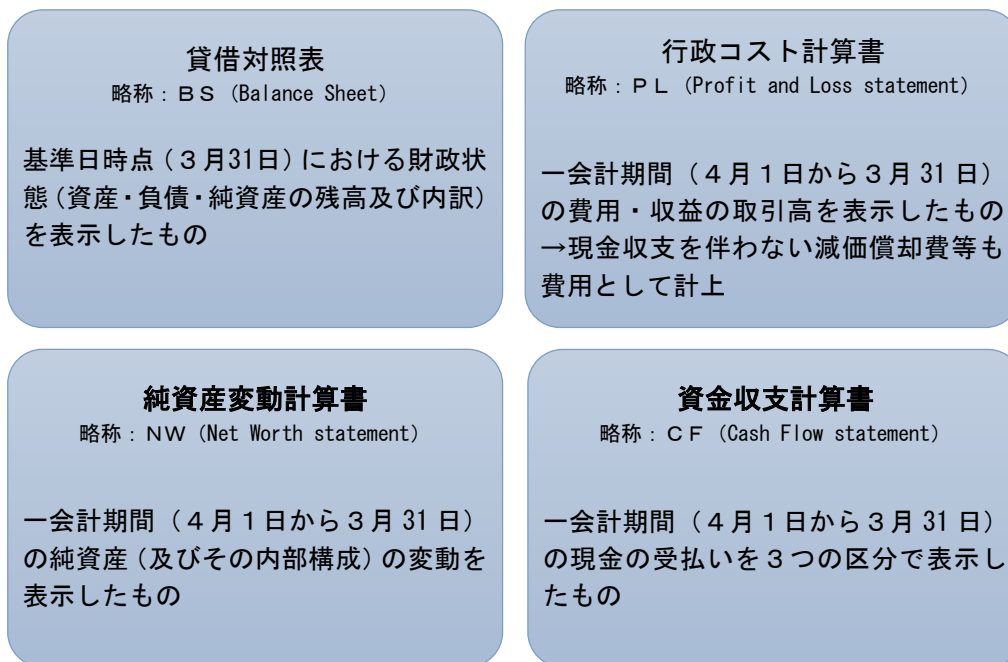 貸借対照表
略称：ＢＳ (Balance Sheet)
基準日時点（３月31日）における財政状
態（資産・負債・純資産の残高及び内訳）
を表示したもの
行政コスト計算書
略称：ＰＬ (Profit and Loss statement)
一会計期間（４月１日から３月 31 日）
の費用・収益の取引高を表示したもの
→現金収支を伴わない減価償却費等も
費用として計上
純資産変動計算書
略称：ＮＷ (Net Worth statement)
一会計期間（４月１日から３月 31 日）
の純資産（及びその内部構成）の変動を
表示したもの
資金収支計算書
略称：ＣＦ (Cash Flow statement)
一会計期間（４月１日から３月 31 日）
の現金の受払いを３つの区分で表示し
たもの